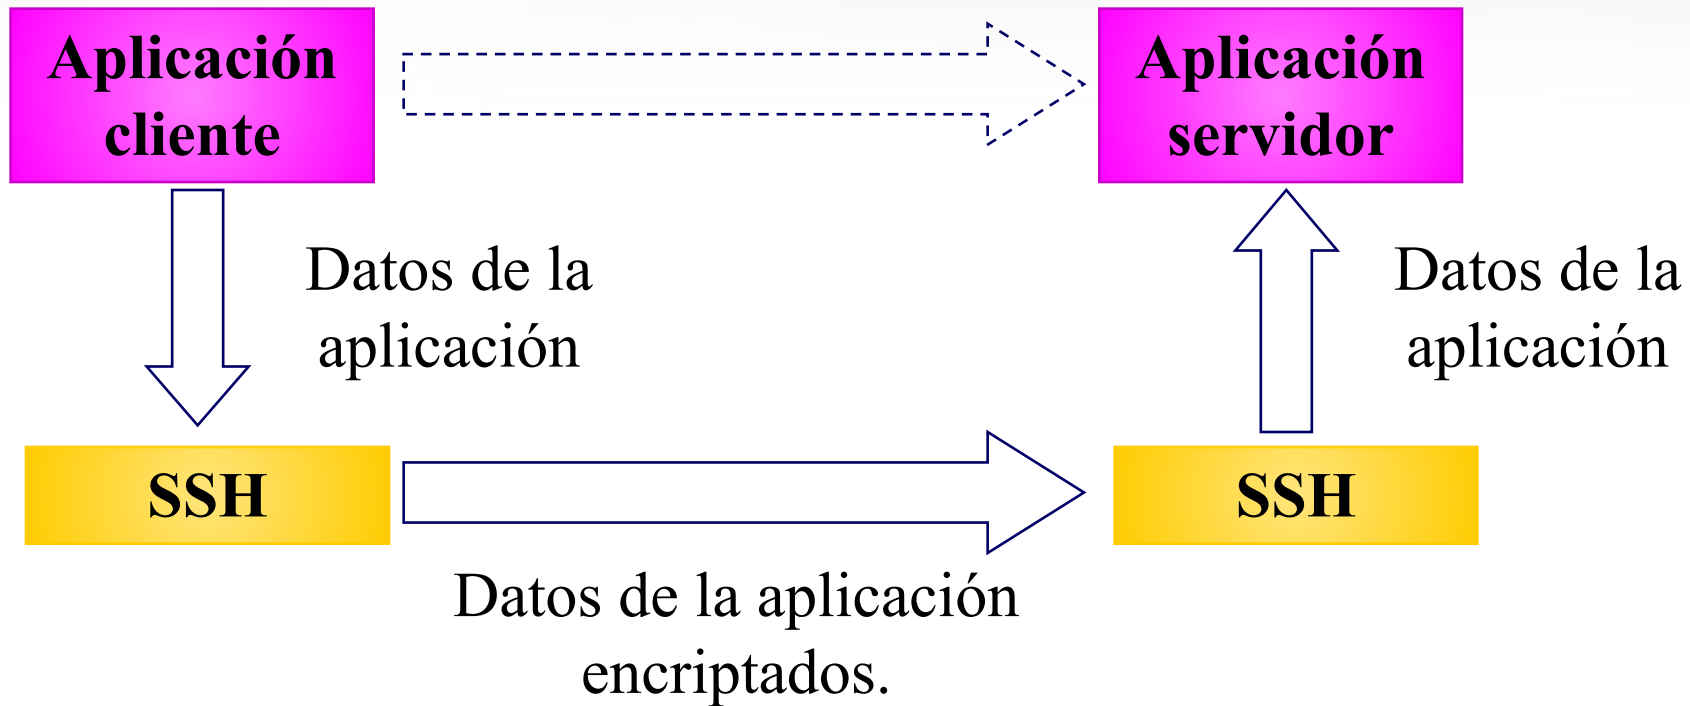 Aplicación
cliente
Aplicación
servidor
Datos de la
aplicación
Datos de la
aplicación
SSH
SSH
Datos de la aplicación
encriptados.